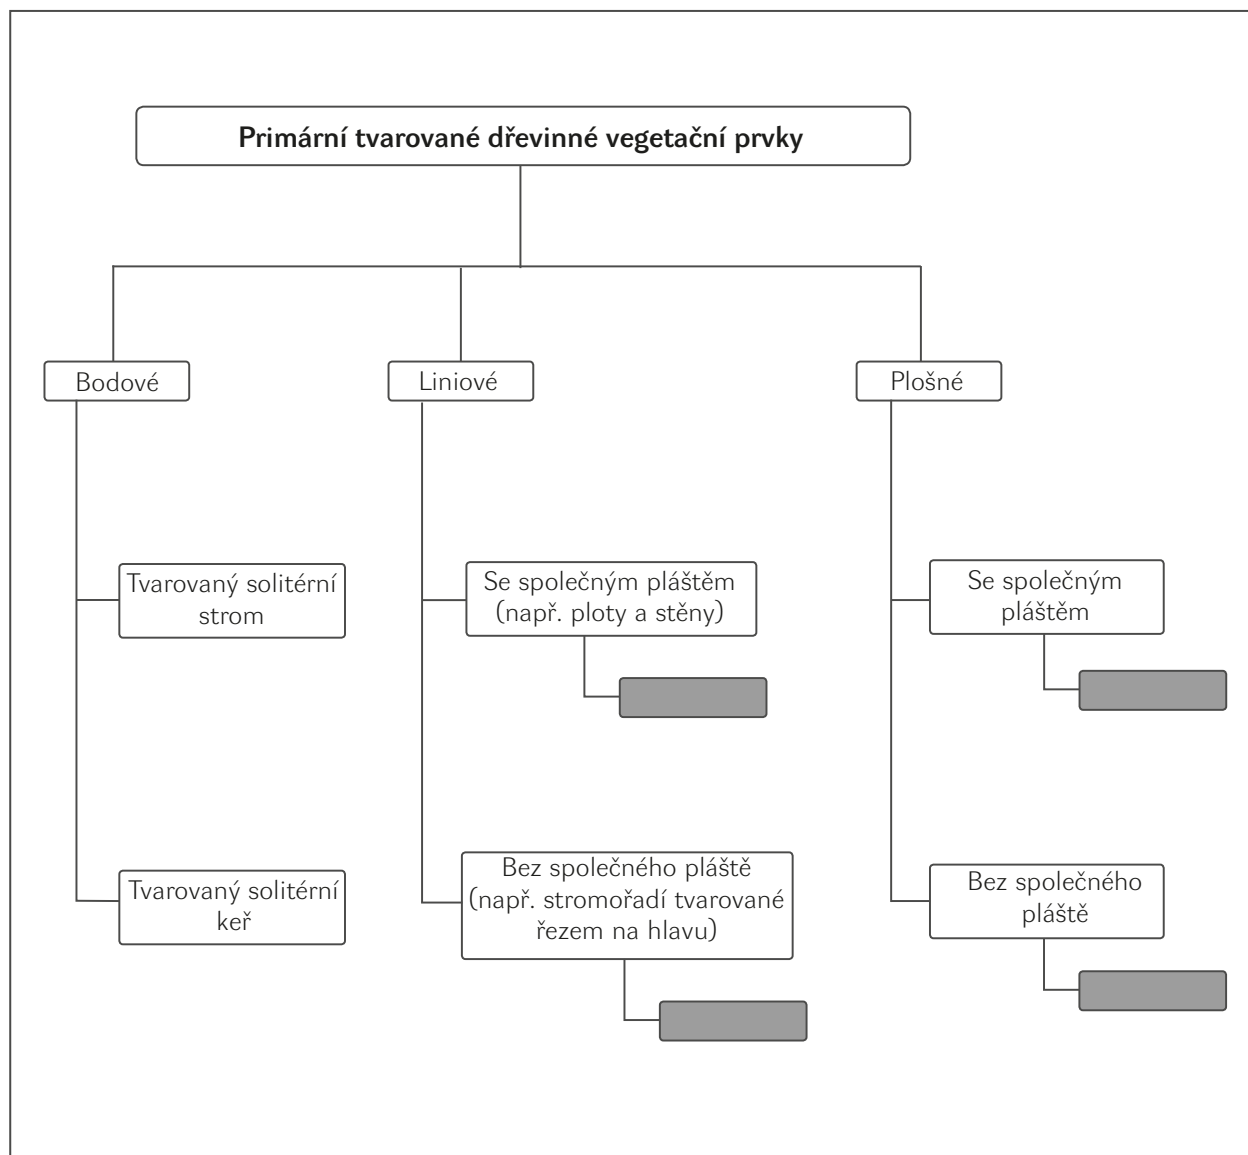 Primární tvarované dřevinné vegetační prvky
Bodové
Liniové
Plošné
Tvarovaný solitérní
strom
Se společným pláštěm
(např. ploty a stěny)
Se společným
pláštěm
Tvarovaný solitérní
keř
Bez společného pláště
(např. stromořadí tvarované
řezem na hlavu)
Bez společného
pláště